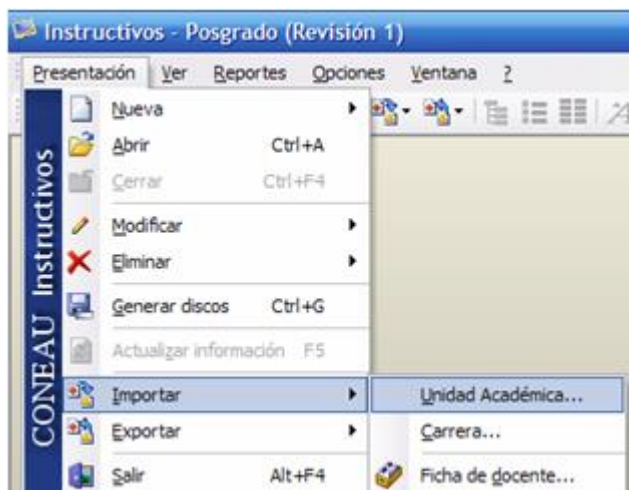 Instructivos - Posgrado (Revisión 1)
Presentación Ver Reportes Opciones Ventana ?
CONEAU Instructivos
Nueva
Abrir Ctrl+A
Cerrar Ctrl+F4
Modificar
Eliminar
Generar discos Ctrl+G
Actualizar información F5
Importar
Unidad Académica...
Exportar
Carrera...
Salir Alt+F4
Ficha de docente...